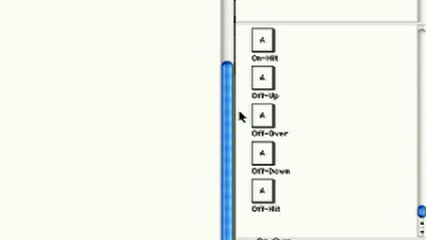 A
On-Hit
A
Off-Up
A
Off-Over
A
Off-Down
A
Off-Hit